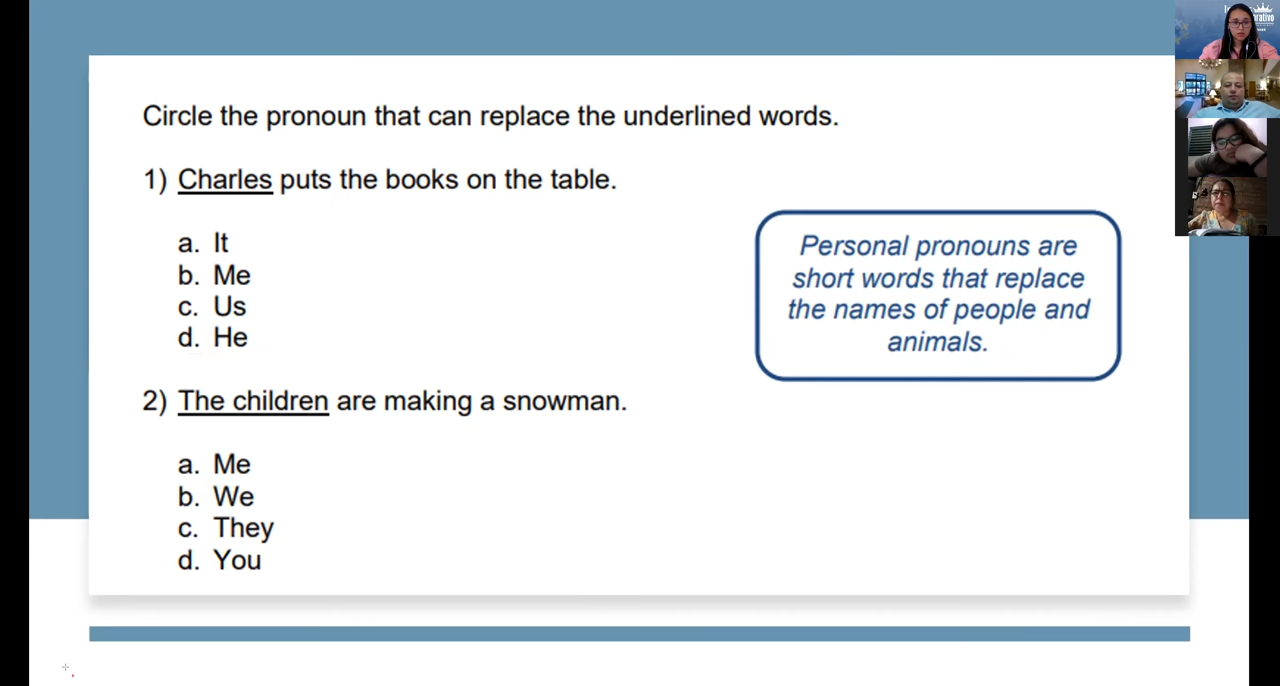 Circle the pronoun that can replace the underlined words.
1) Charles puts the books on the table.
a. It
b. Me
c. Us
d. He
2) The children are making a snowman.
a. Me
b. We
c. They
d. You
Personal pronouns are
short words that replace
the names of people and
animals.